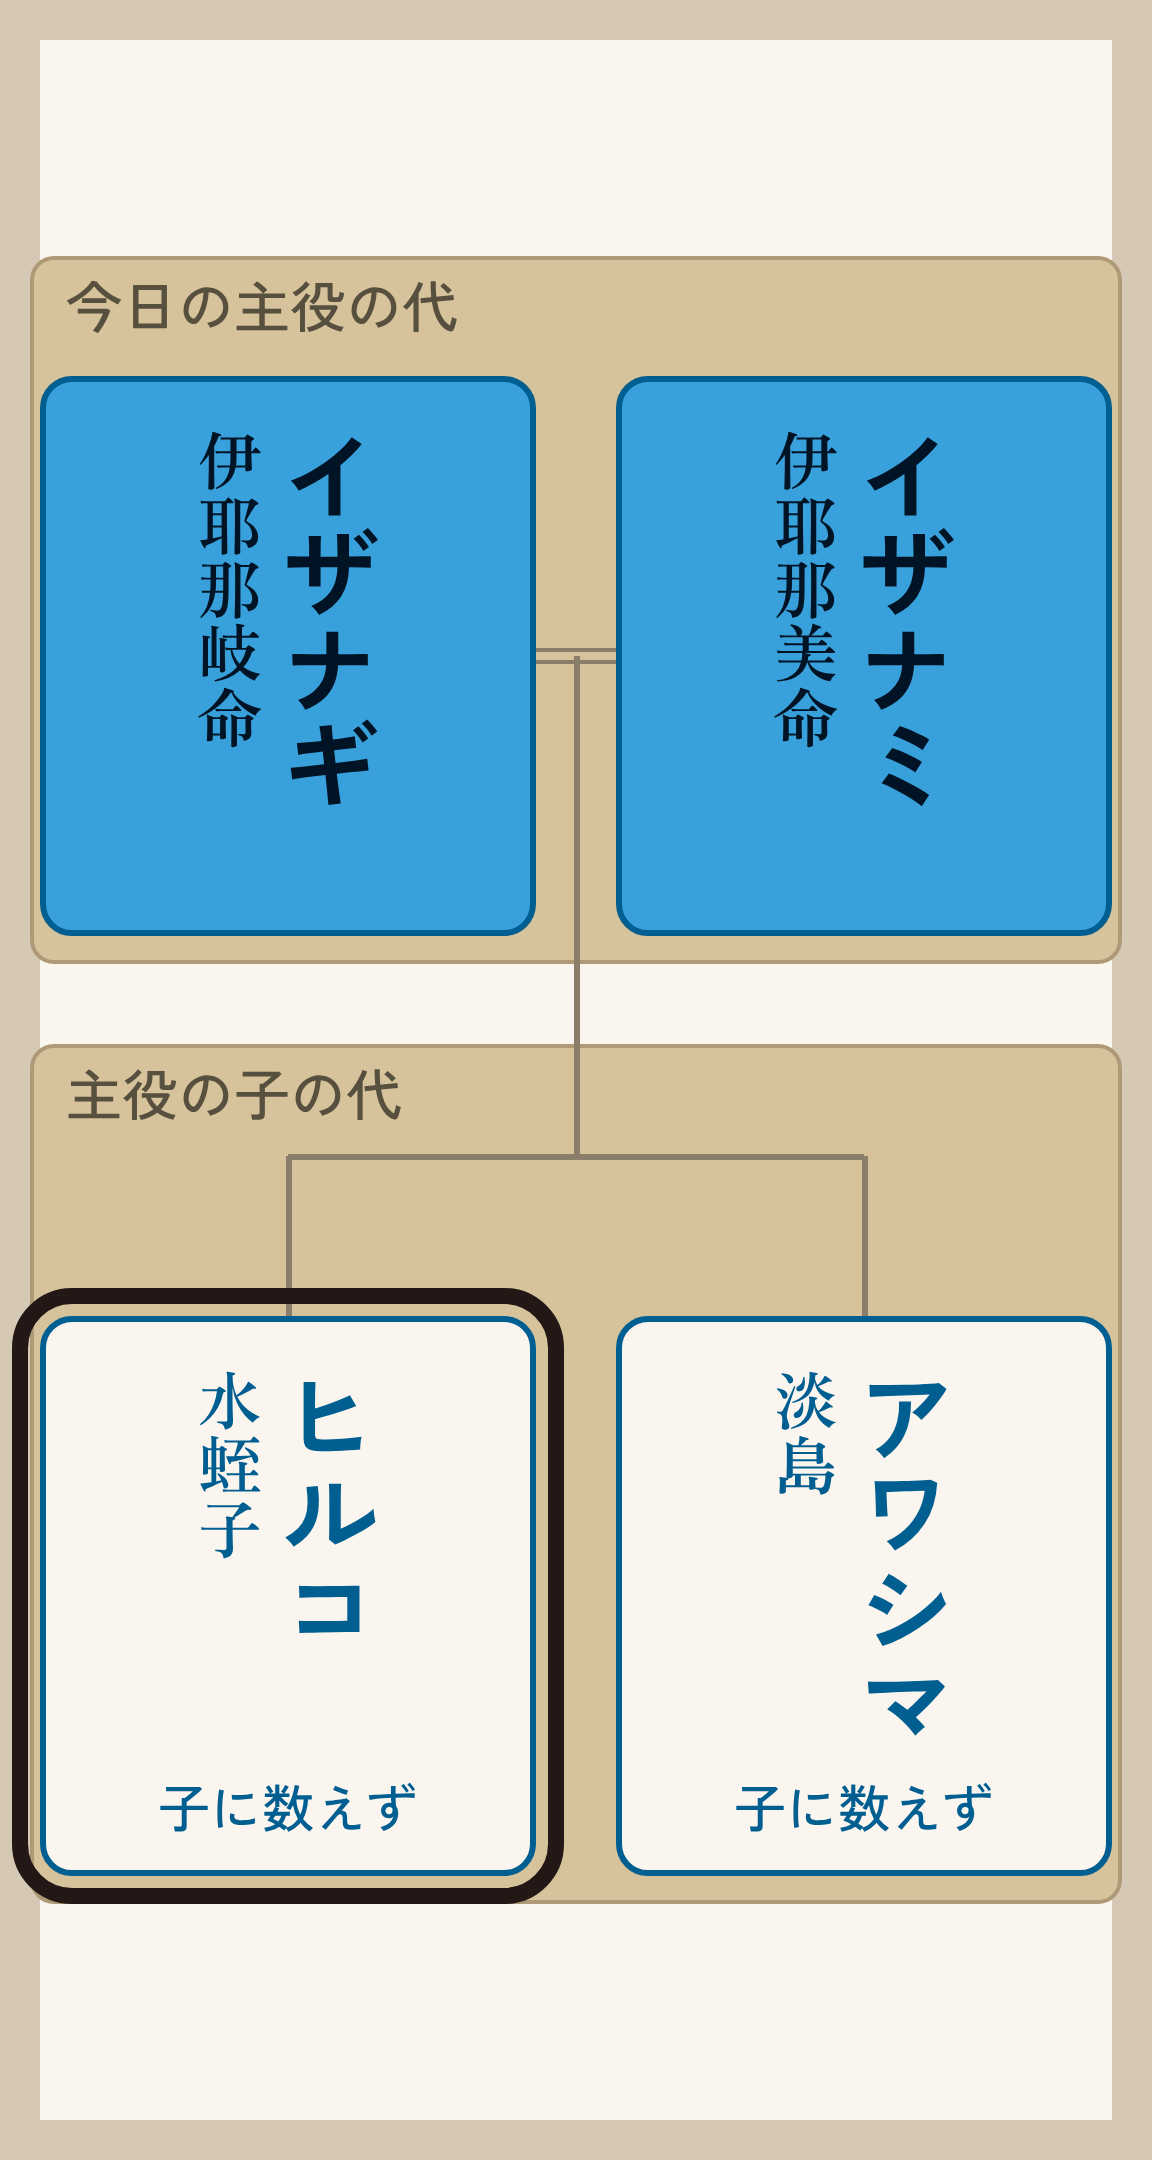 今日の主役の代
イザナギ
伊耶那岐命
イザナミ
伊耶那美命
主役の子の代
ヒルコ
水蛭子
子に数えず
アワシマ
淡島
子に数えず